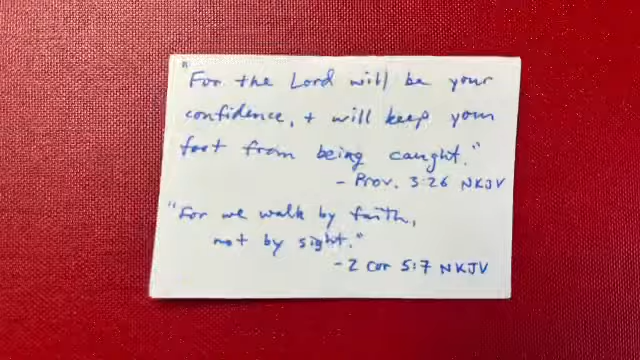 "For the Lord will be your
confidence, + will keep your
foot from being caught."
- Prov. 3:26 NKJV
"For we walk by faith,
not by sight."
- 2 Cor 5:7 NKJV